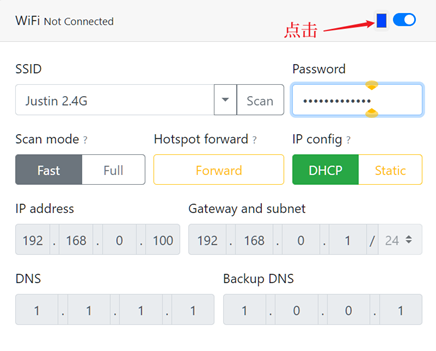 WiFi Not Connected 点击
SSID Password
Justin 2.4G Scan •••••••••••••
Scan mode ? Hotspot forward ? IP config ?
Fast Full Forward DHCP Static
IP address Gateway and subnet
192 . 168 . 0 . 100 192 . 168 . 0 . 1 / 24
DNS Backup DNS
1 . 1 . 1 . 1 1 . 0 . 0 . 1